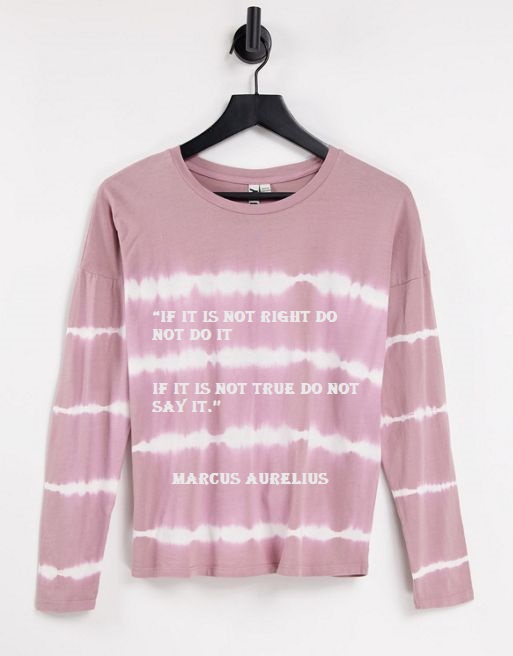 “IF IT IS NOT RIGHT DO
NOT DO IT
IF IT IS NOT TRUE DO NOT
SAY IT.”
MARCUS AURELIUS